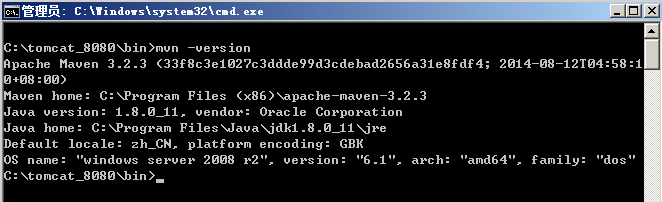 管理员: C:\Windows\system32\cmd.exe
C:\tomcat_8080\bin>mvn -version
Apache Maven 3.2.3 (33f8c3e1027c3ddde99d3cdebad2656a31e8fdf4; 2014-08-12T04:58:1
0+08:00)
Maven home: C:\Program Files (x86)\apache-maven-3.2.3
Java version: 1.8.0_11, vendor: Oracle Corporation
Java home: C:\Program Files\Java\jdk1.8.0_11\jre
Default locale: zh_CN, platform encoding: GBK
OS name: "windows server 2008 r2", version: "6.1", arch: "amd64", family: "dos"
C:\tomcat_8080\bin>